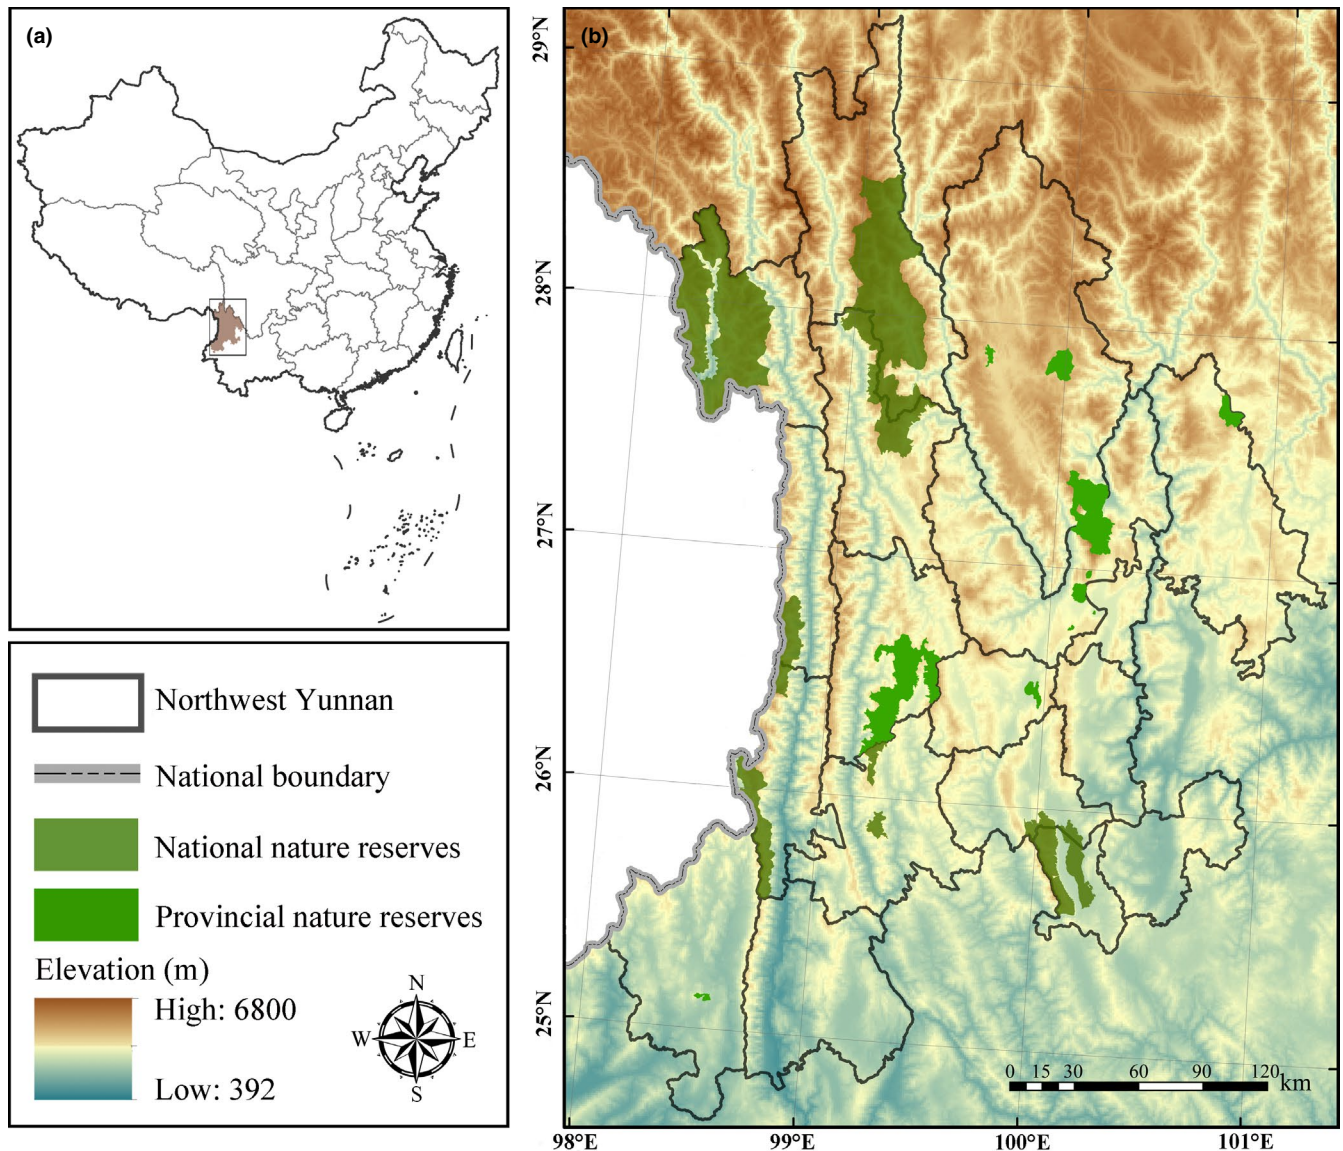 (a)
(b)
29°N
28°N
27°N
26°N
25°N
Northwest Yunnan
National boundary
National nature reserves
Provincial nature reserves
Elevation (m)
High: 6800
Low: 392
N
W
E
S
0 15 30 60 90 120 km
98°E 99°E 100°E 101°E